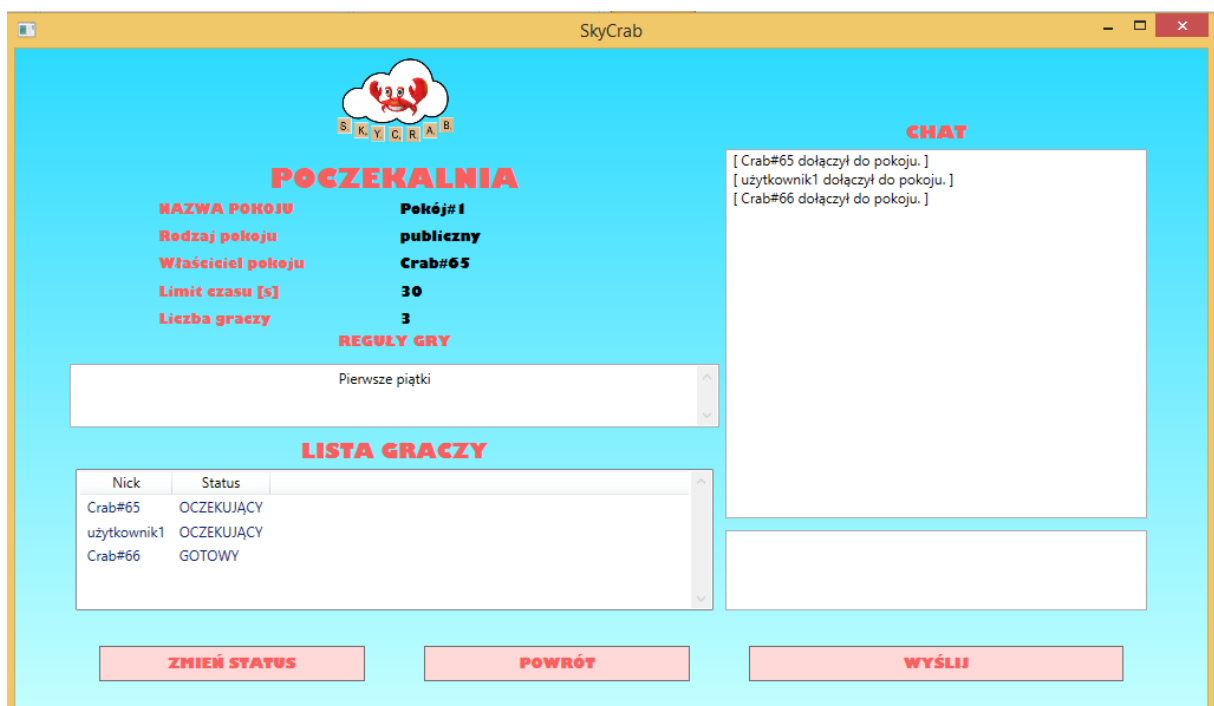 SkyCrab
S K Y C R A B
POCZEKALNIA
NAZWA POKOJU Pokój#1
Rodzaj pokoju publiczny
Właściciel pokoju Crab#65
Limit czasu [s] 30
Liczba graczy 3
REGUŁY GRY
Pierwsze piątki
LISTA GRACZY
Nick Status
Crab#65 OCZEKUJĄCY
użytkownik1 OCZEKUJĄCY
Crab#66 GOTOWY
ZMIEŃ STATUS
POWRÓT
CHAT
[ Crab#65 dołączył do pokoju. ]
[ użytkownik1 dołączył do pokoju. ]
[ Crab#66 dołączył do pokoju. ]
WYŚLIJ